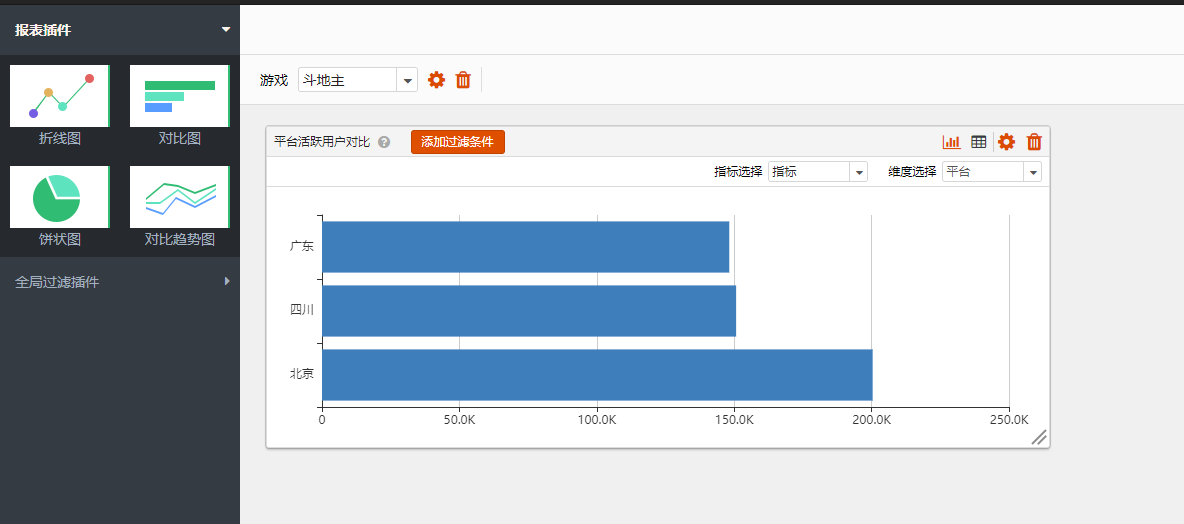 报表插件
折线图 对比图
饼状图 对比趋势图
全局过滤插件
游戏 斗地主
平台活跃用户对比 ? 添加过滤条件
指标选择 指标 维度选择 平台
广东
四川
北京
0 50.0K 100.0K 150.0K 200.0K 250.0K